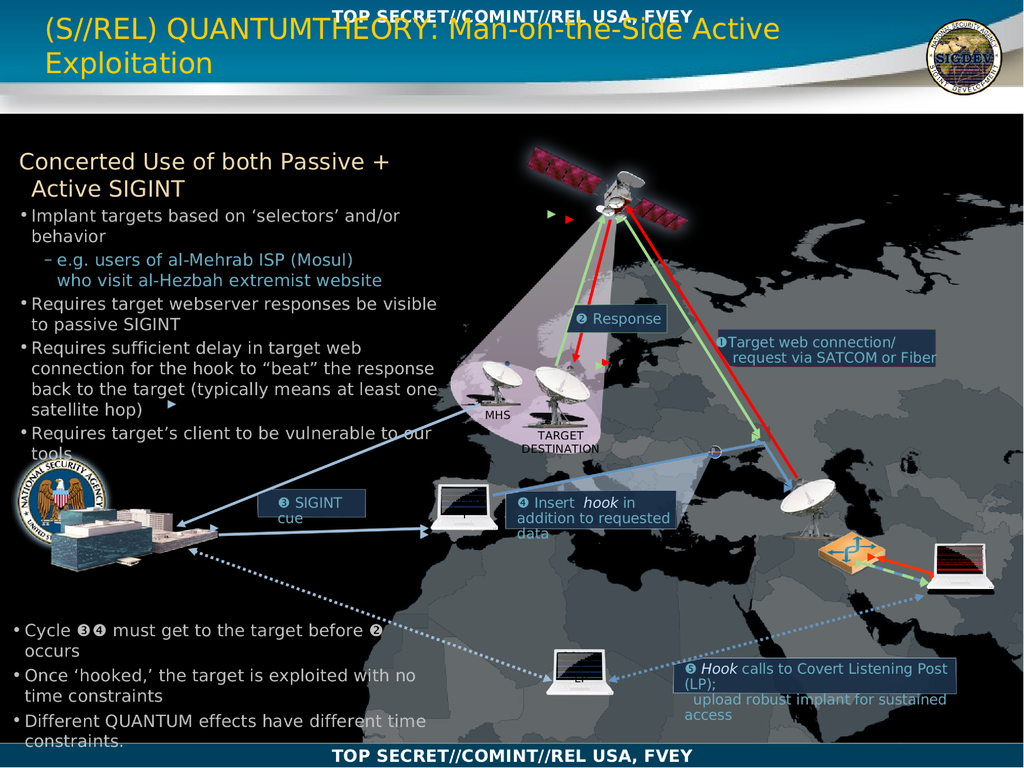 TOP SECRET//COMINT//REL USA, FVEY
(S//REL) QUANTUMTHEORY: Man-on-the-Side Active
Exploitation
SIGDEV
Concerted Use of both Passive +
Active SIGINT
• Implant targets based on ‘selectors’ and/or
behavior
– e.g. users of al-Mehrab ISP (Mosul)
who visit al-Hezbah extremist website
• Requires target webserver responses be visible
to passive SIGINT
• Requires sufficient delay in target web
connection for the hook to “beat” the response
back to the target (typically means at least one
satellite hop)
• Requires target’s client to be vulnerable to our
tools
❷ Response
❶Target web connection/
request via SATCOM or Fiber
MHS
TARGET
DESTINATION
NATIONAL SECURITY AGENCY
❸ SIGINT
cue
❹ Insert hook in
addition to requested
data
• Cycle ❸❹ must get to the target before ❷
occurs
• Once ‘hooked,’ the target is exploited with no
time constraints
• Different QUANTUM effects have different time
constraints.
LP
❺ Hook calls to Covert Listening Post
(LP);
upload robust implant for sustained
access
TOP SECRET//COMINT//REL USA, FVEY